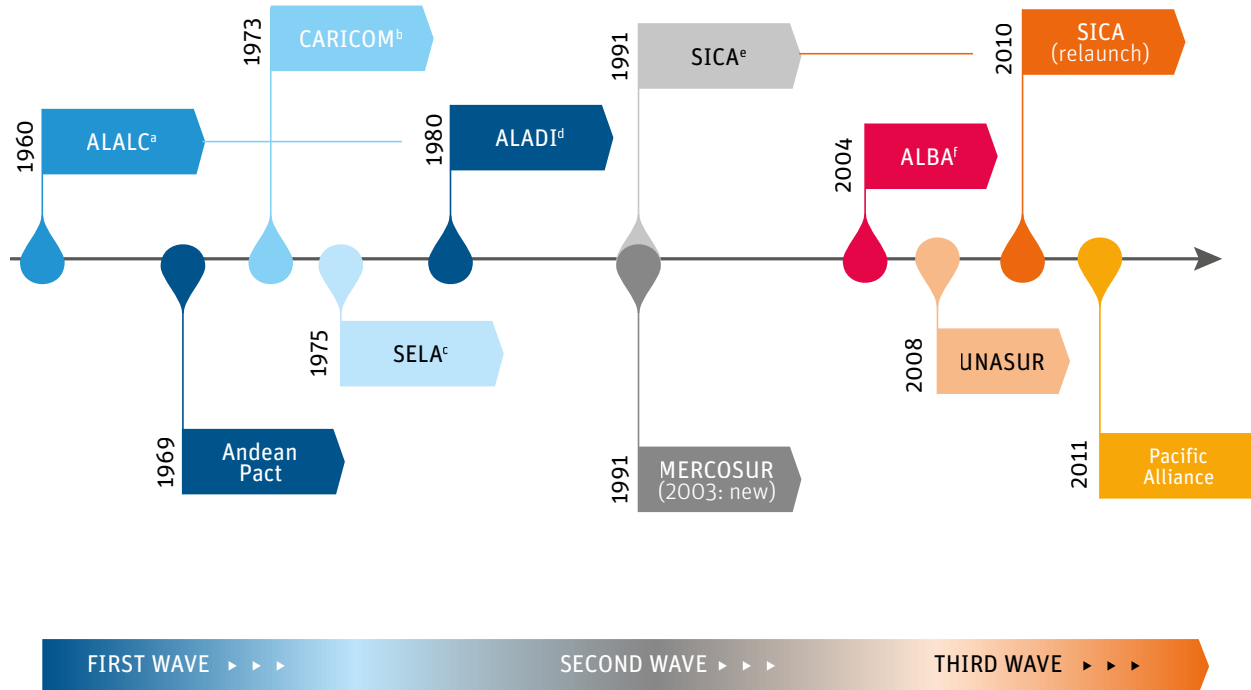 1960
ALALCᵃ
1969
Andean
Pact
1973
CARICOMᵇ
1975
SELAᶜ
1980
ALADIᵈ
1991
SICAᵉ
1991
MERCOSUR
(2003: new)
2004
ALBAᶠ
2008
UNASUR
2010
SICA
(relaunch)
2011
Pacific
Alliance
FIRST WAVE ► ► ►
SECOND WAVE ► ► ►
THIRD WAVE ► ► ►